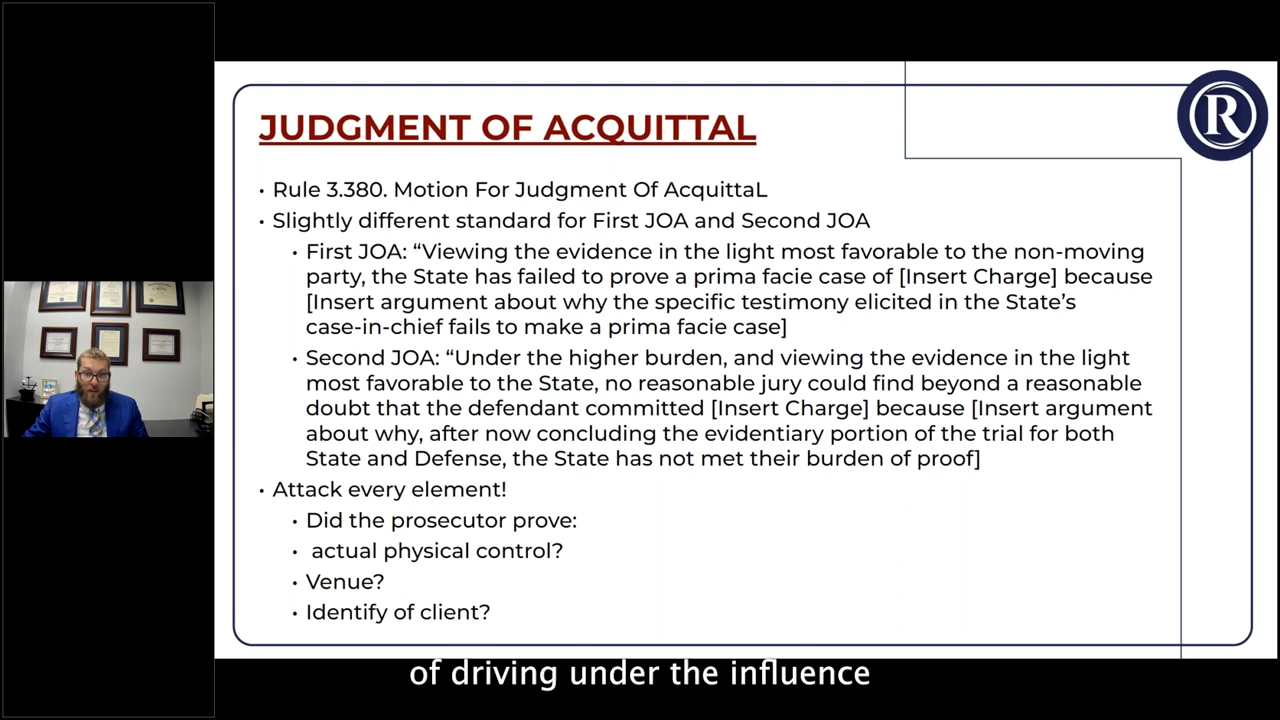 R
JUDGMENT OF ACQUITTAL
• Rule 3.380. Motion For Judgment Of AcquittaL
• Slightly different standard for First JOA and Second JOA
• First JOA: “Viewing the evidence in the light most favorable to the non-moving
party, the State has failed to prove a prima facie case of [Insert Charge] because
[Insert argument about why the specific testimony elicited in the State’s
case-in-chief fails to make a prima facie case]
• Second JOA: “Under the higher burden, and viewing the evidence in the light
most favorable to the State, no reasonable jury could find beyond a reasonable
doubt that the defendant committed [Insert Charge] because [Insert argument
about why, after now concluding the evidentiary portion of the trial for both
State and Defense, the State has not met their burden of proof]
• Attack every element!
• Did the prosecutor prove:
• actual physical control?
• Venue?
• Identify of client?
of driving under the influence